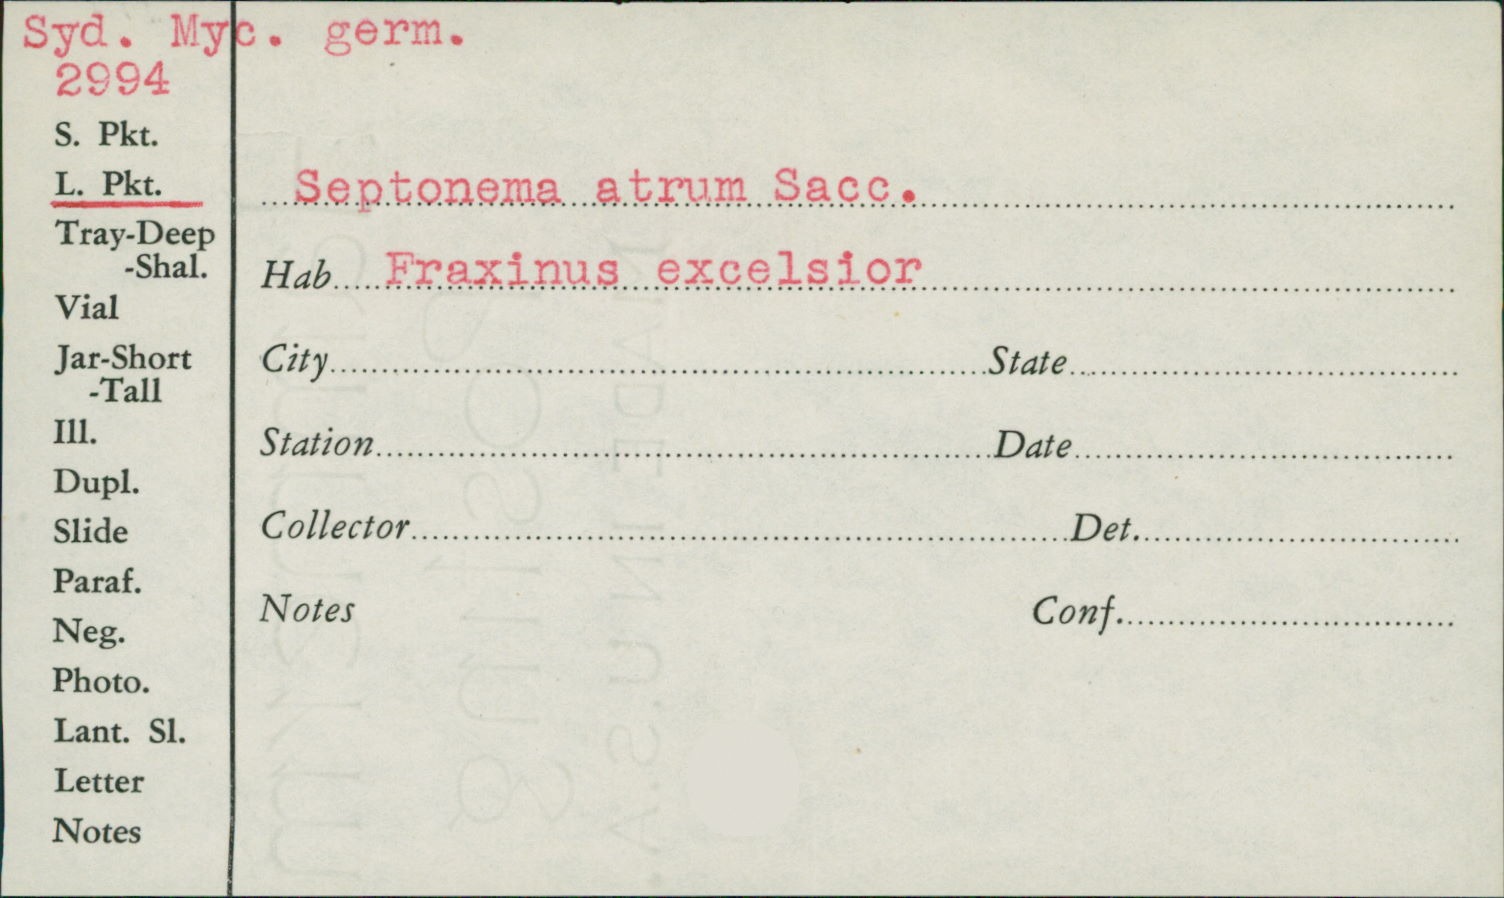 Syd. Myc. germ.
2994
S. Pkt.
L. Pkt.
Septonema atrum Sacc.
Tray-Deep
-Shal.
Hab. Fraxinus excelsior
Vial
Jar-Short
-Tall
City
State
Ill.
Station
Date
Dupl.
Slide
Collector
Det.
Paraf.
Notes
Conf.
Neg.
Photo.
Lant. Sl.
Letter
Notes